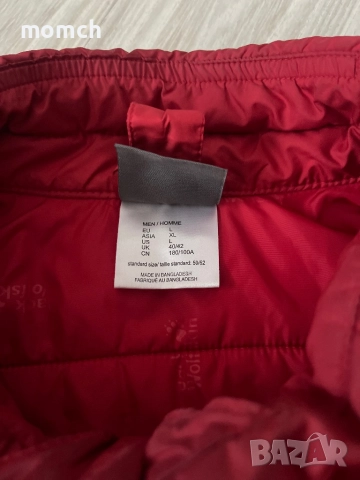 momch
MEN / HOMME
EU L
ASIA XL
US L
UK 40/42
CN 180/100A
standard size/ taille standard: 50/52
MADE IN BANGLADESH
FABRIQUÉ AU BANGLADESH.
BAZAR